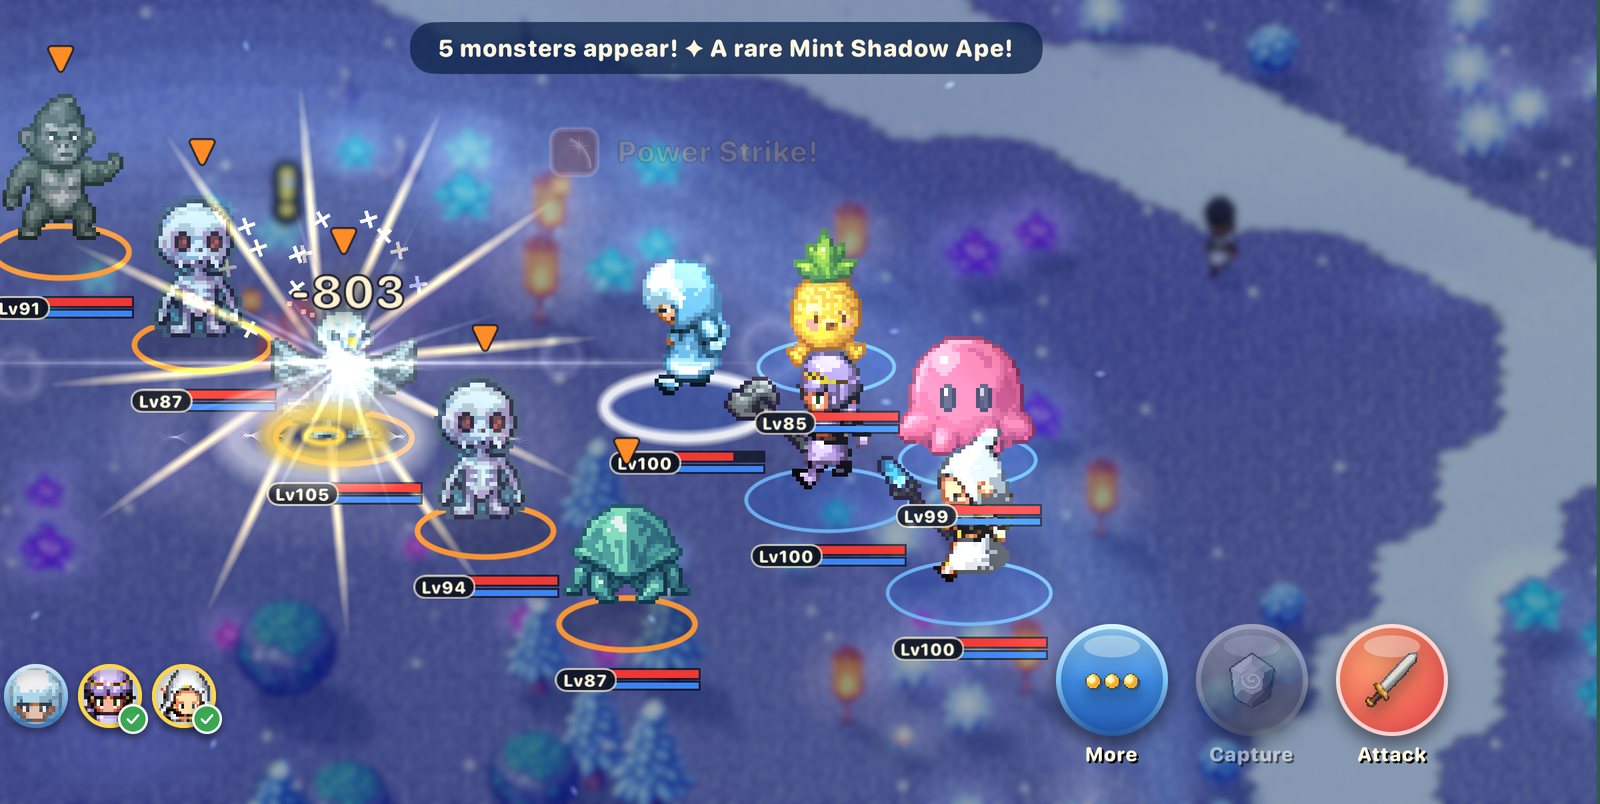 5 monsters appear! ✦ A rare Mint Shadow Ape!
Power Strike!
-803
Lv91
Lv87
Lv85
Lv100
Lv105
Lv99
Lv100
Lv94
Lv100
Lv87
More
Capture
Attack